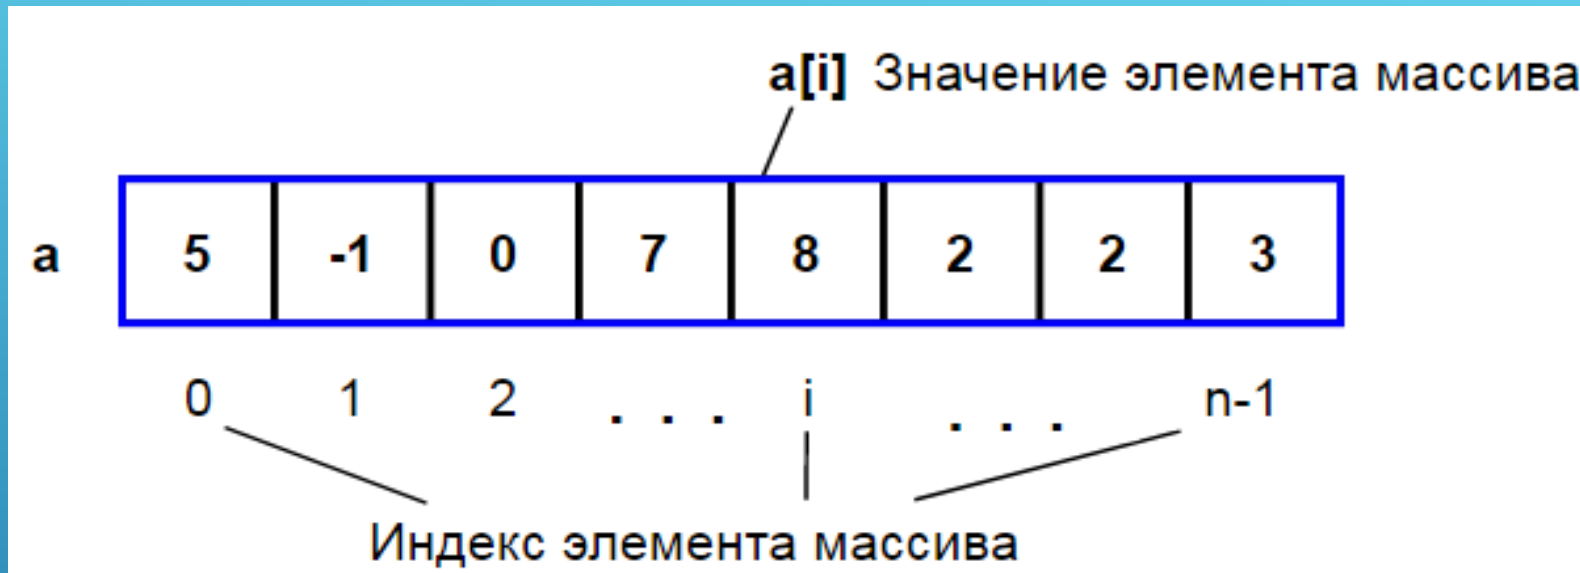 a[i] Значение элемента массива
a 5 -1 0 7 8 2 2 3
0 1 2 . . . i . . . n-1
Индекс элемента массива